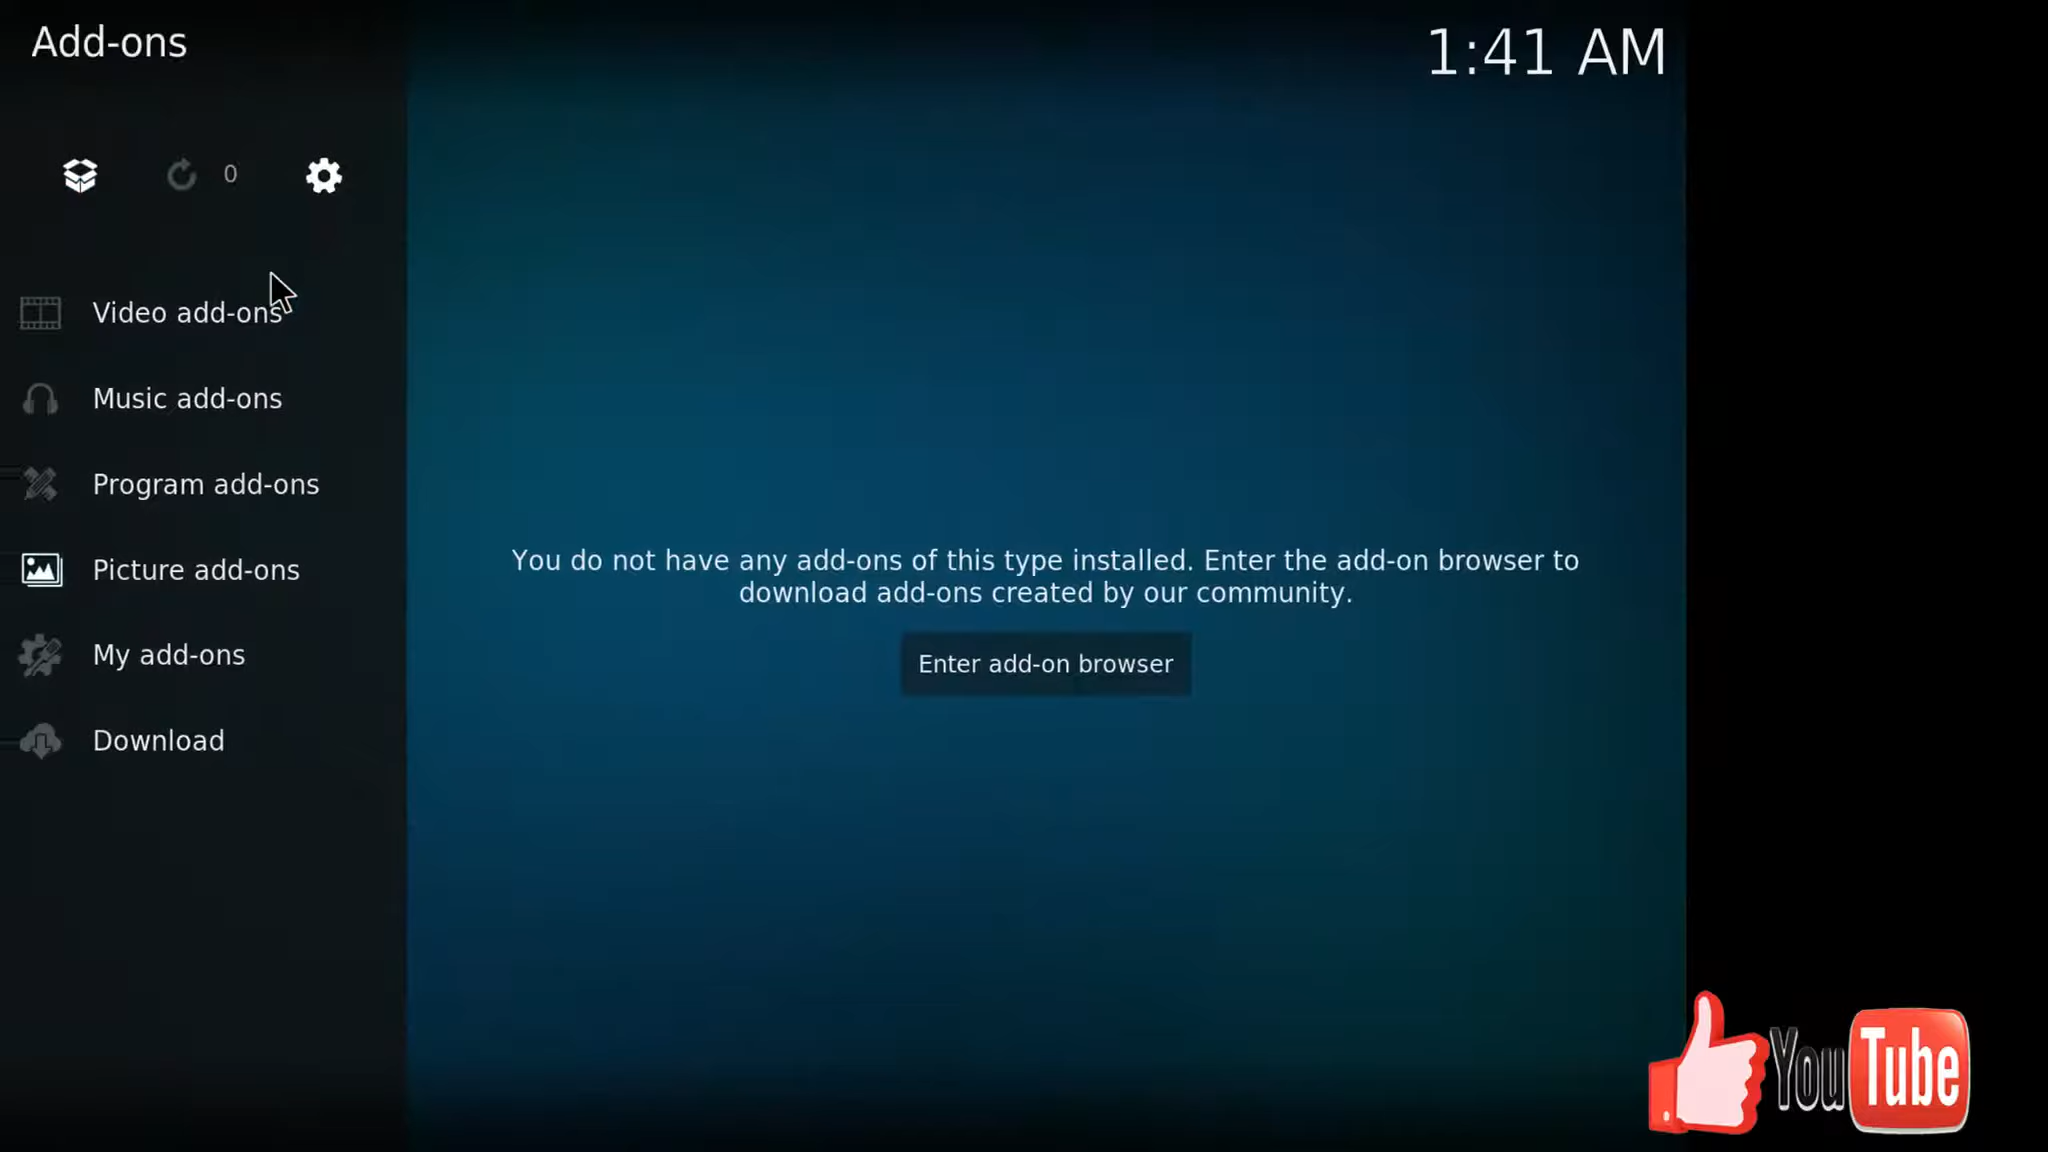 Add-ons
1:41 AM
0
Video add-ons
Music add-ons
Program add-ons
Picture add-ons
My add-ons
Download
You do not have any add-ons of this type installed. Enter the add-on browser to
download add-ons created by our community.
Enter add-on browser
YouTube